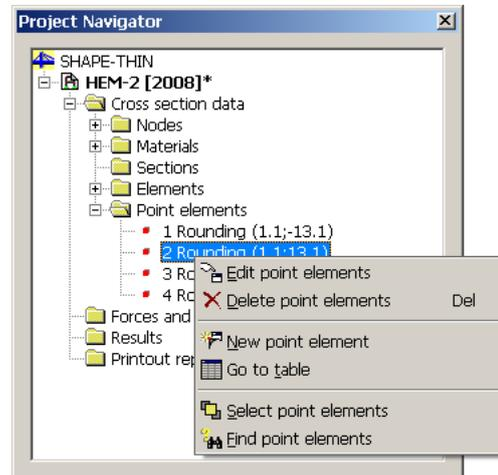 Project Navigator
SHAPE-THIN
HEM-2 [2008]*
Cross section data
Nodes
Materials
Sections
Elements
Point elements
1 Rounding (1.1;-13.1)
2 Rounding (1.1;13.1)
3
4
Forces and
Results
Printout
Edit point elements
Delete point elements Del
New point element
Go to table
Select point elements
Find point elements